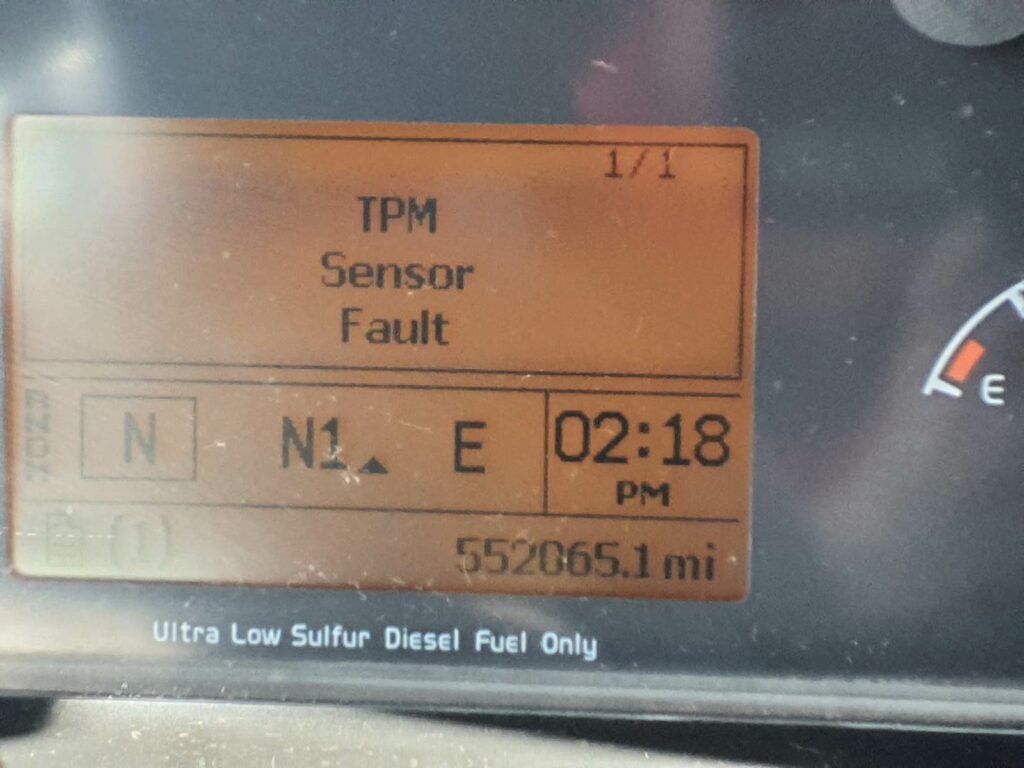 1/1
TPM
Sensor
Fault
N N1 E 02:18
PM
552065.1 mi
E
Ultra Low Sulfur Diesel Fuel Only